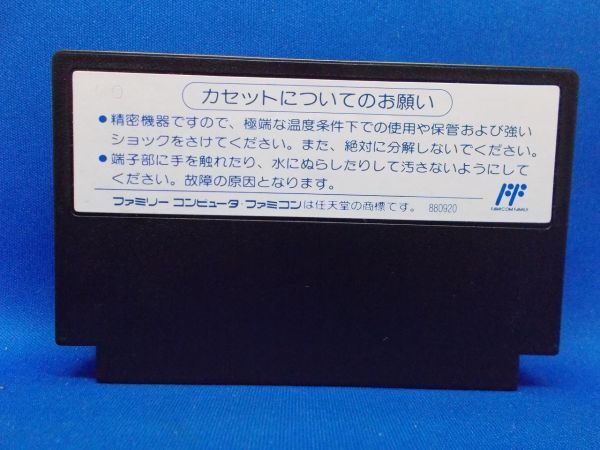 カセットについてのお願い
●精密機器ですので、極端な温度条件下での使用や保管および強い
ショックをさけてください。また、絶対に分解しないでください。
●端子部に手を触れたり、水にぬらしたりして汚さないようにして
ください。故障の原因となります。
ファミリー コンピュータ・ファミコンは任天堂の商標です。 880920
FAMICOM FAMILY